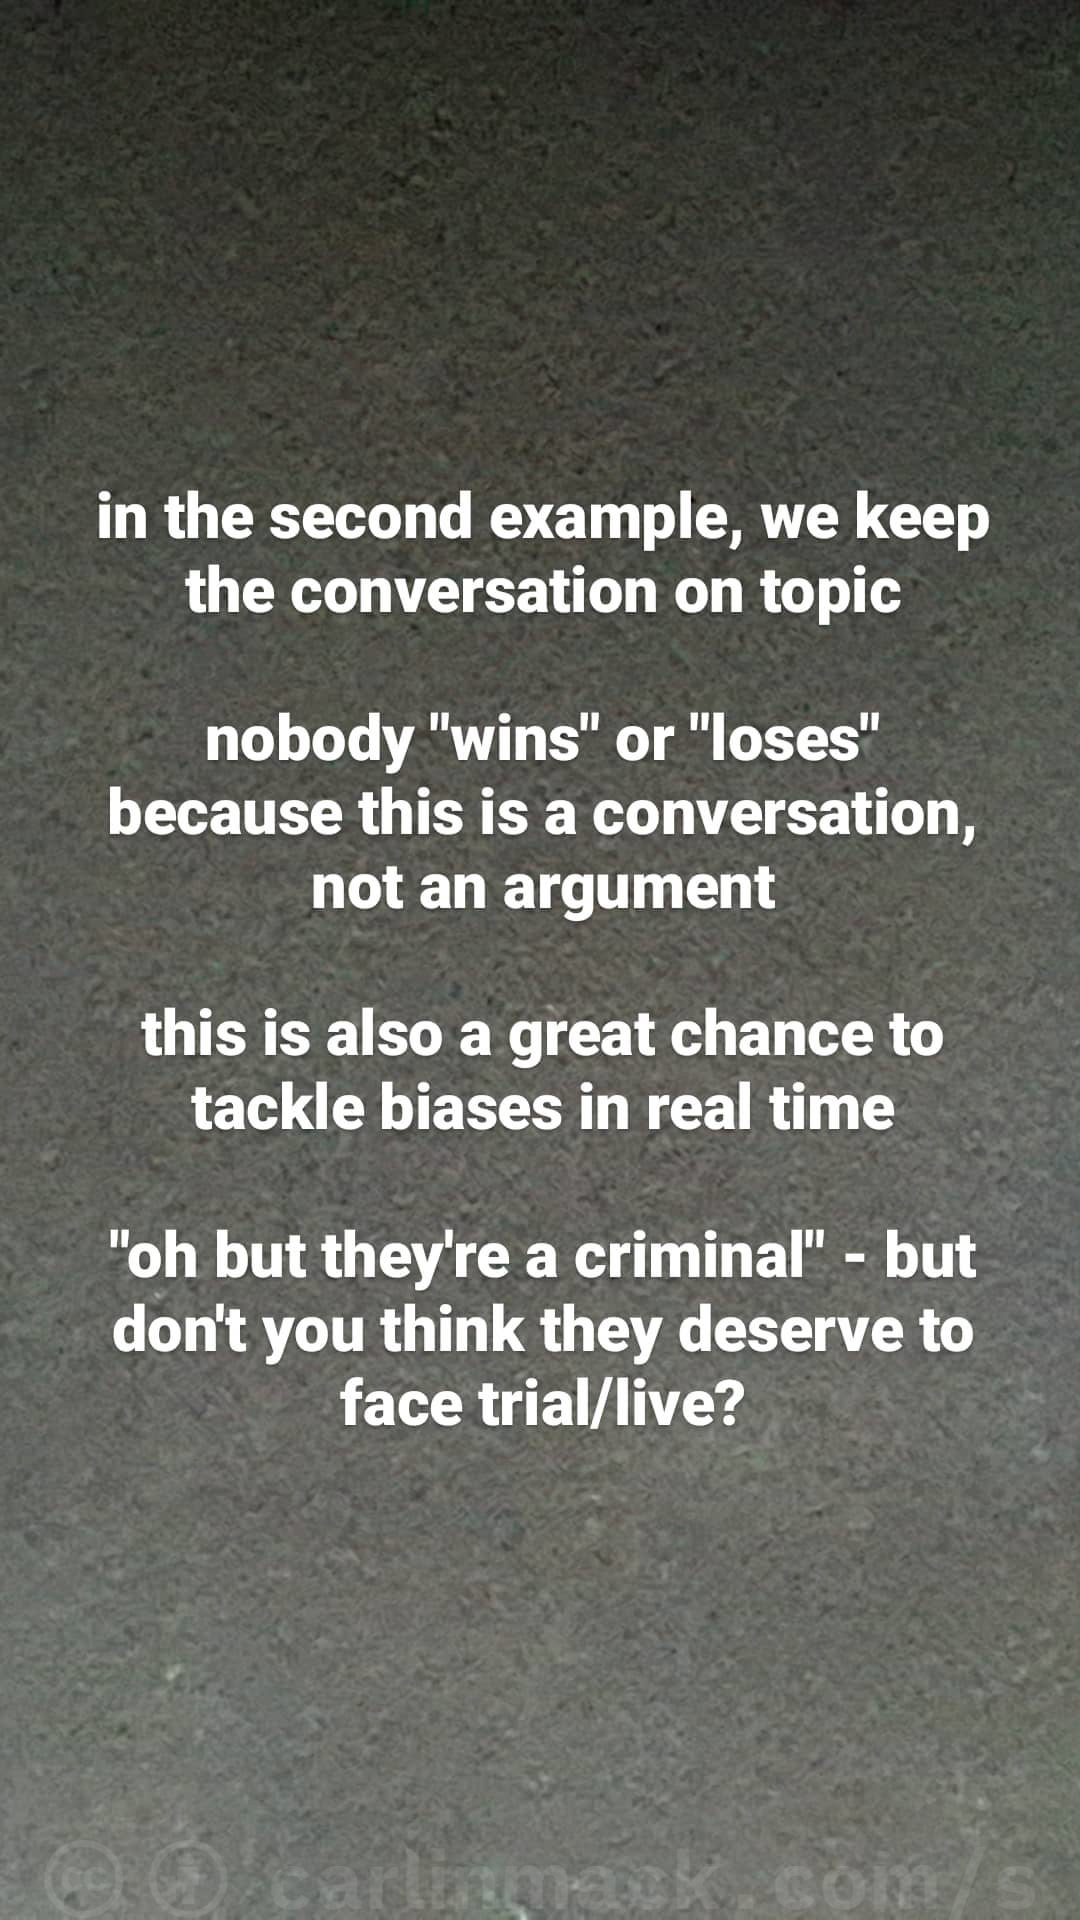 in the second example, we keep
the conversation on topic
nobody "wins" or "loses"
because this is a conversation,
not an argument
this is also a great chance to
tackle biases in real time
"oh but they're a criminal" - but
don't you think they deserve to
face trial/live?
cc carlinmack.com/s